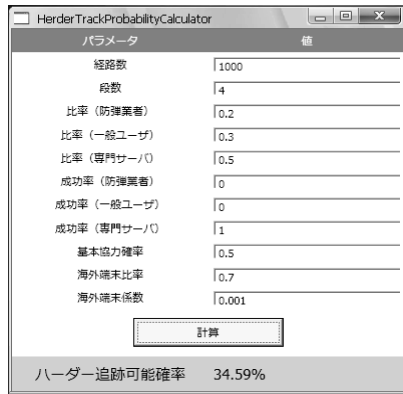 HerderTrackProbabilityCalculator
パラメータ 値
経路数 1000
段数 4
比率（防弾業者） 0.2
比率（一般ユーザ） 0.3
比率（専門サーバ） 0.5
成功率（防弾業者） 0
成功率（一般ユーザ） 0
成功率（専門サーバ） 1
基本協力確率 0.5
海外端末比率 0.7
海外端末係数 0.001
計算
ハーダー追跡可能確率 34.59%